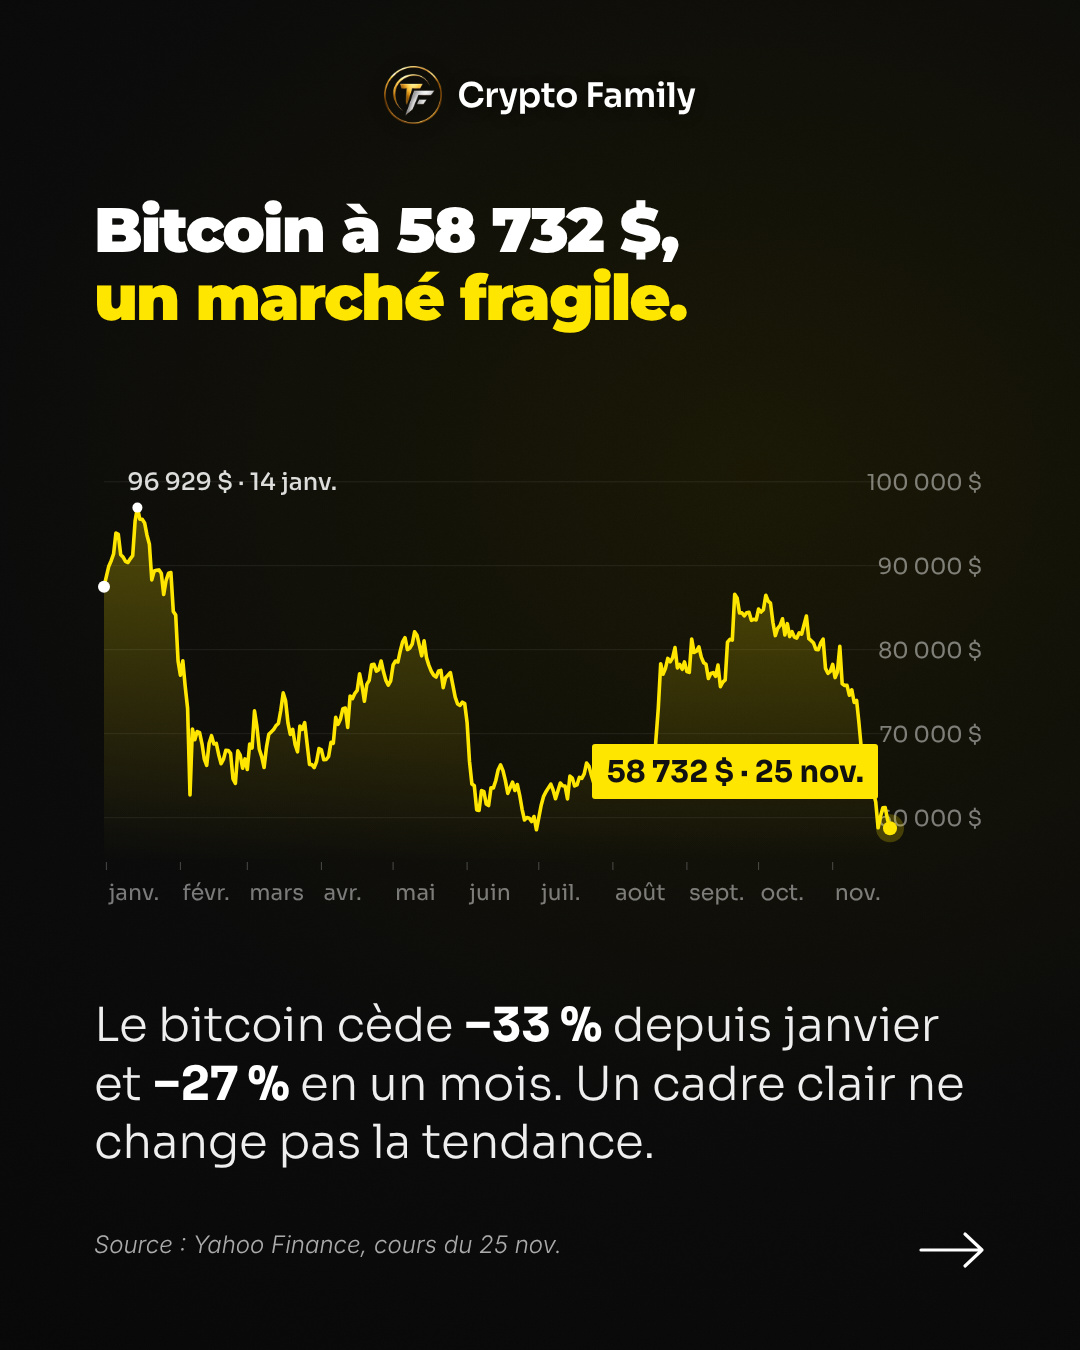 TF Crypto Family
Bitcoin à 58 732 $,
un marché fragile.
96 929 $ · 14 janv.
100 000 $
90 000 $
80 000 $
70 000 $
58 732 $ · 25 nov.
60 000 $
janv. févr. mars avr. mai juin juil. août sept. oct. nov.
Le bitcoin cède –33 % depuis janvier
et –27 % en un mois. Un cadre clair ne
change pas la tendance.
Source : Yahoo Finance, cours du 25 nov.